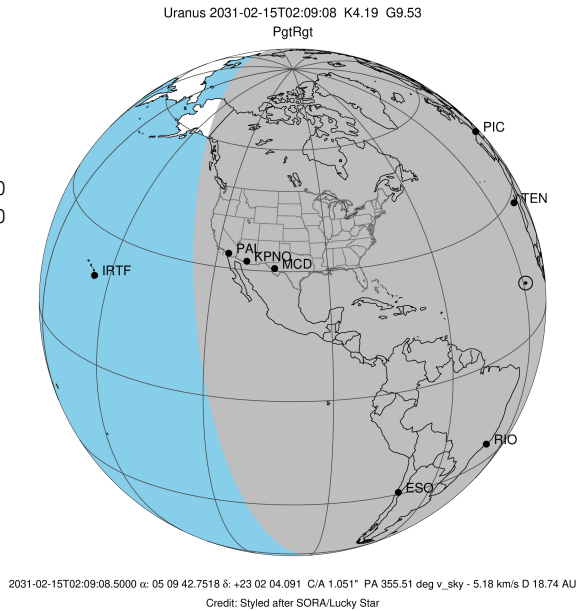 Uranus 2031-02-15T02:09:08 K4.19 G9.53
PgtRgt
PIC
0
TEN
0
PAL
KPNO
MCD
IRTF
RIO
ESO
2031-02-15T02:09:08.5000 α: 05 09 42.7518 δ: +23 02 04.091 C/A 1.051" PA 355.51 deg v_sky - 5.18 km/s D 18.74 AU
Credit: Styled after SORA/Lucky Star